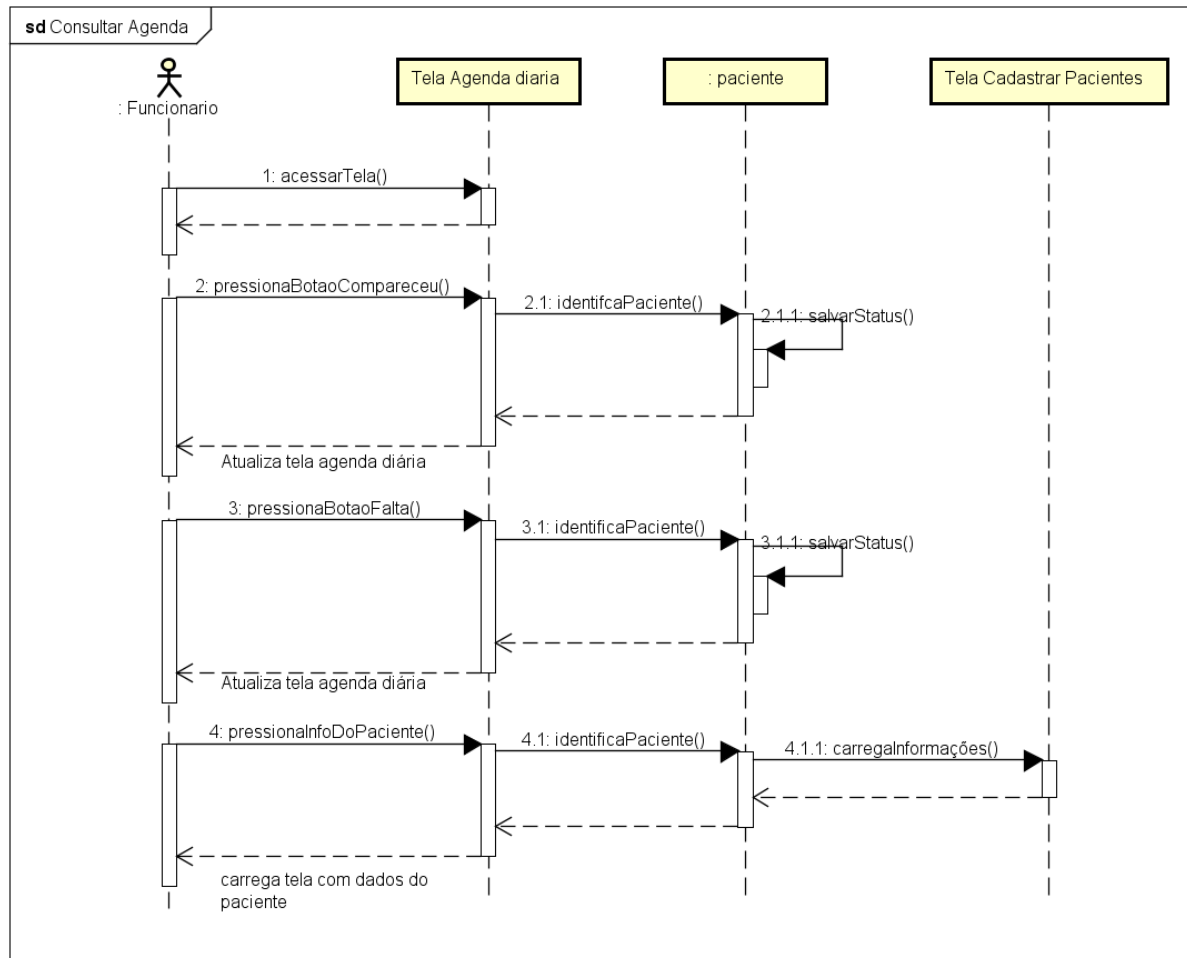 sd Consultar Agenda
: Funcionario
Tela Agenda diaria
: paciente
Tela Cadastrar Pacientes
1: acessarTela()
2: pressionaBotaoCompareceu()
2.1: identifcaPaciente()
2.1.1: salvarStatus()
Atualiza tela agenda diária
3: pressionaBotaoFalta()
3.1: identificaPaciente()
3.1.1: salvarStatus()
Atualiza tela agenda diária
4: pressionaInfoDoPaciente()
4.1: identificaPaciente()
4.1.1: carregaInformações()
carrega tela com dados do
paciente